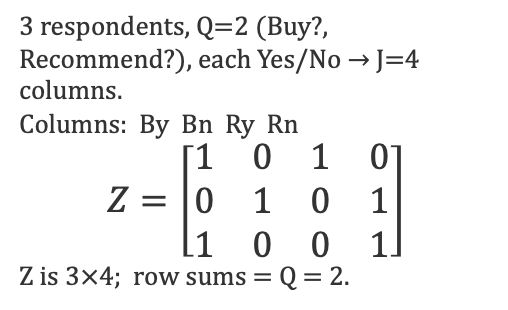 3 respondents, Q=2 (Buy?,
Recommend?), each Yes/No → J=4
columns.
Columns: By Bn Ry Rn
Z = [1 0 1 0
0 1 0 1
1 0 0 1]
Z is 3×4; row sums = Q = 2.